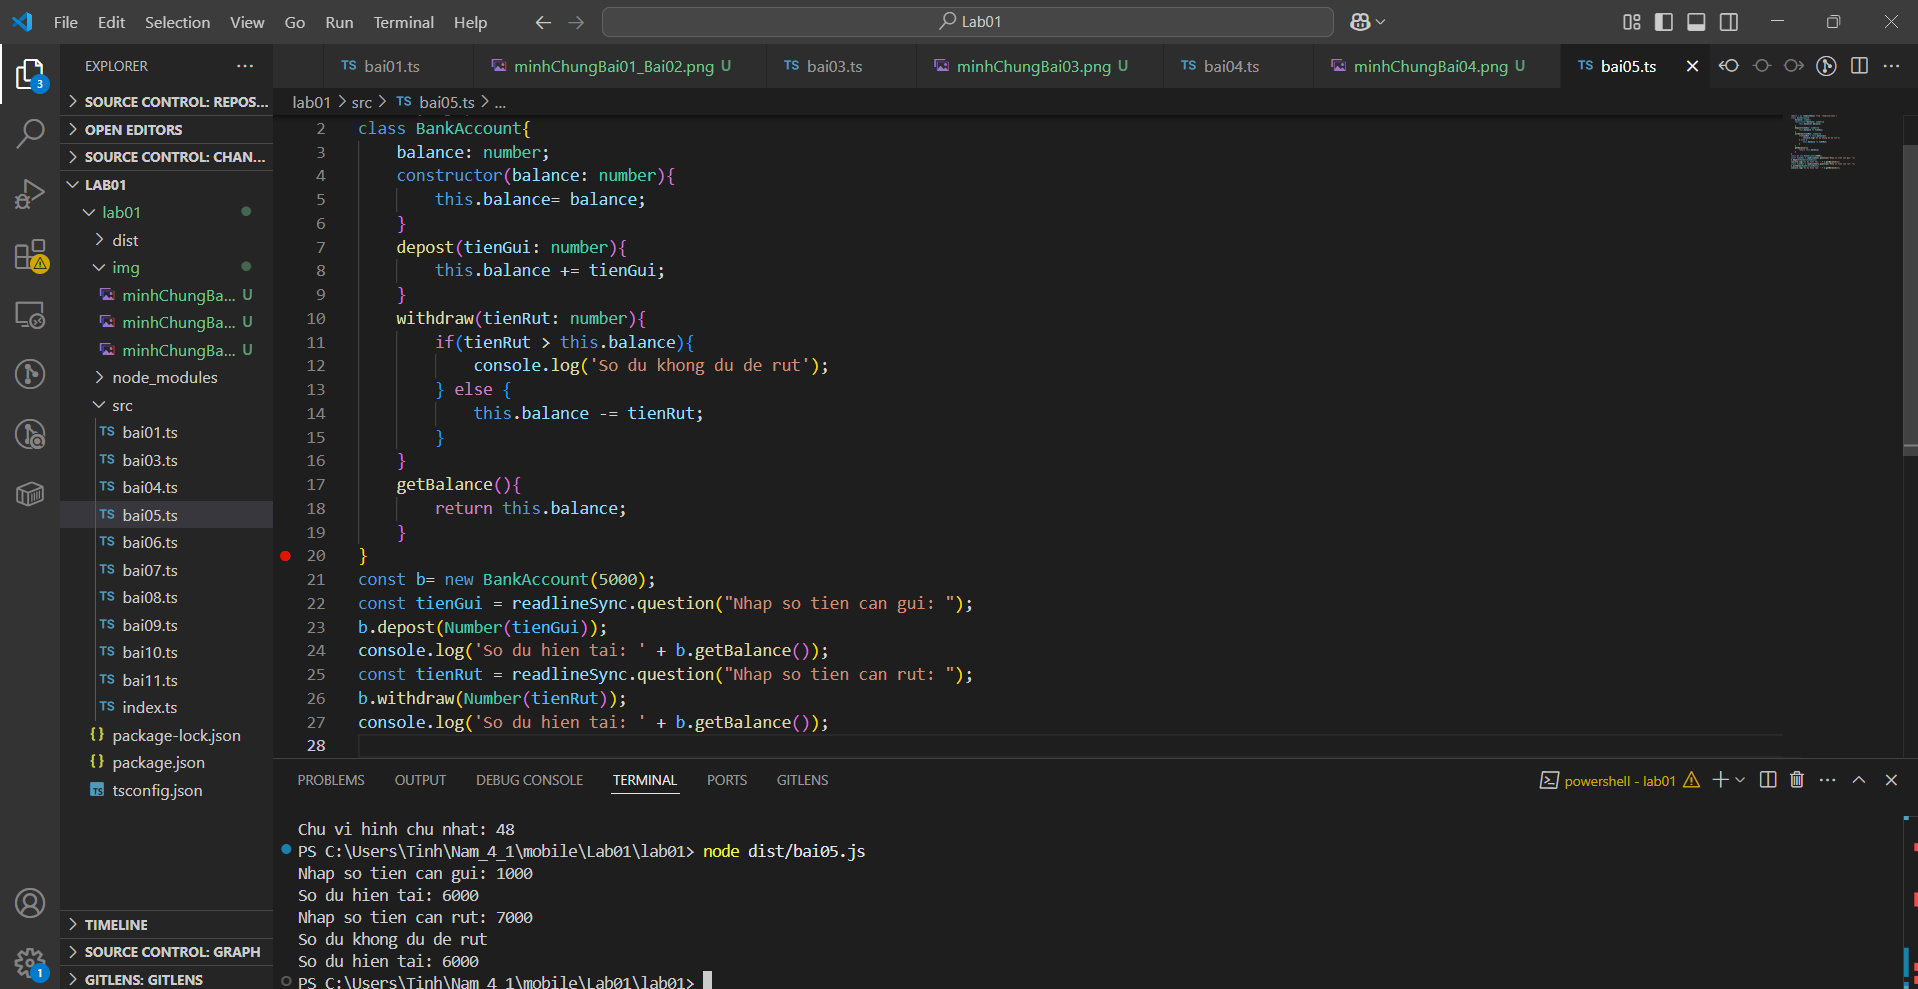 File Edit Selection View Go Run Terminal Help
Lab01
EXPLORER
SOURCE CONTROL: REPOS...
OPEN EDITORS
SOURCE CONTROL: CHAN...
LAB01
lab01
dist
img
minhChungBa... U
minhChungBa... U
minhChungBa... U
node_modules
src
TS bai01.ts
TS bai03.ts
TS bai04.ts
TS bai05.ts
TS bai06.ts
TS bai07.ts
TS bai08.ts
TS bai09.ts
TS bai10.ts
TS bai11.ts
TS index.ts
{} package-lock.json
{} package.json
TS tsconfig.json
TIMELINE
SOURCE CONTROL: GRAPH
GITLENS: GITLENS
3
1
TS bai01.ts
minhChungBai01_Bai02.png U
TS bai03.ts
minhChungBai03.png U
TS bai04.ts
minhChungBai04.png U
TS bai05.ts
lab01 > src > TS bai05.ts > ...
2 class BankAccount{
3 balance: number;
4 constructor(balance: number){
5 this.balance= balance;
6 }
7 depost(tienGui: number){
8 this.balance += tienGui;
9 }
10 withdraw(tienRut: number){
11 if(tienRut > this.balance){
12 console.log('So du khong du de rut');
13 } else {
14 this.balance -= tienRut;
15 }
16 }
17 getBalance(){
18 return this.balance;
19 }
20 }
21 const b= new BankAccount(5000);
22 const tienGui = readlineSync.question("Nhap so tien can gui: ");
23 b.depost(Number(tienGui));
24 console.log('So du hien tai: ' + b.getBalance());
25 const tienRut = readlineSync.question("Nhap so tien can rut: ");
26 b.withdraw(Number(tienRut));
27 console.log('So du hien tai: ' + b.getBalance());
28
PROBLEMS OUTPUT DEBUG CONSOLE TERMINAL PORTS GITLENS
powershell - lab01
Chu vi hinh chu nhat: 48
PS C:\Users\Tinh\Nam_4_1\mobile\Lab01\lab01> node dist/bai05.js
Nhap so tien can gui: 1000
So du hien tai: 6000
Nhap so tien can rut: 7000
So du khong du de rut
So du hien tai: 6000
PS C:\Users\Tinh\Nam_4_1\mobile\Lab01\lab01>